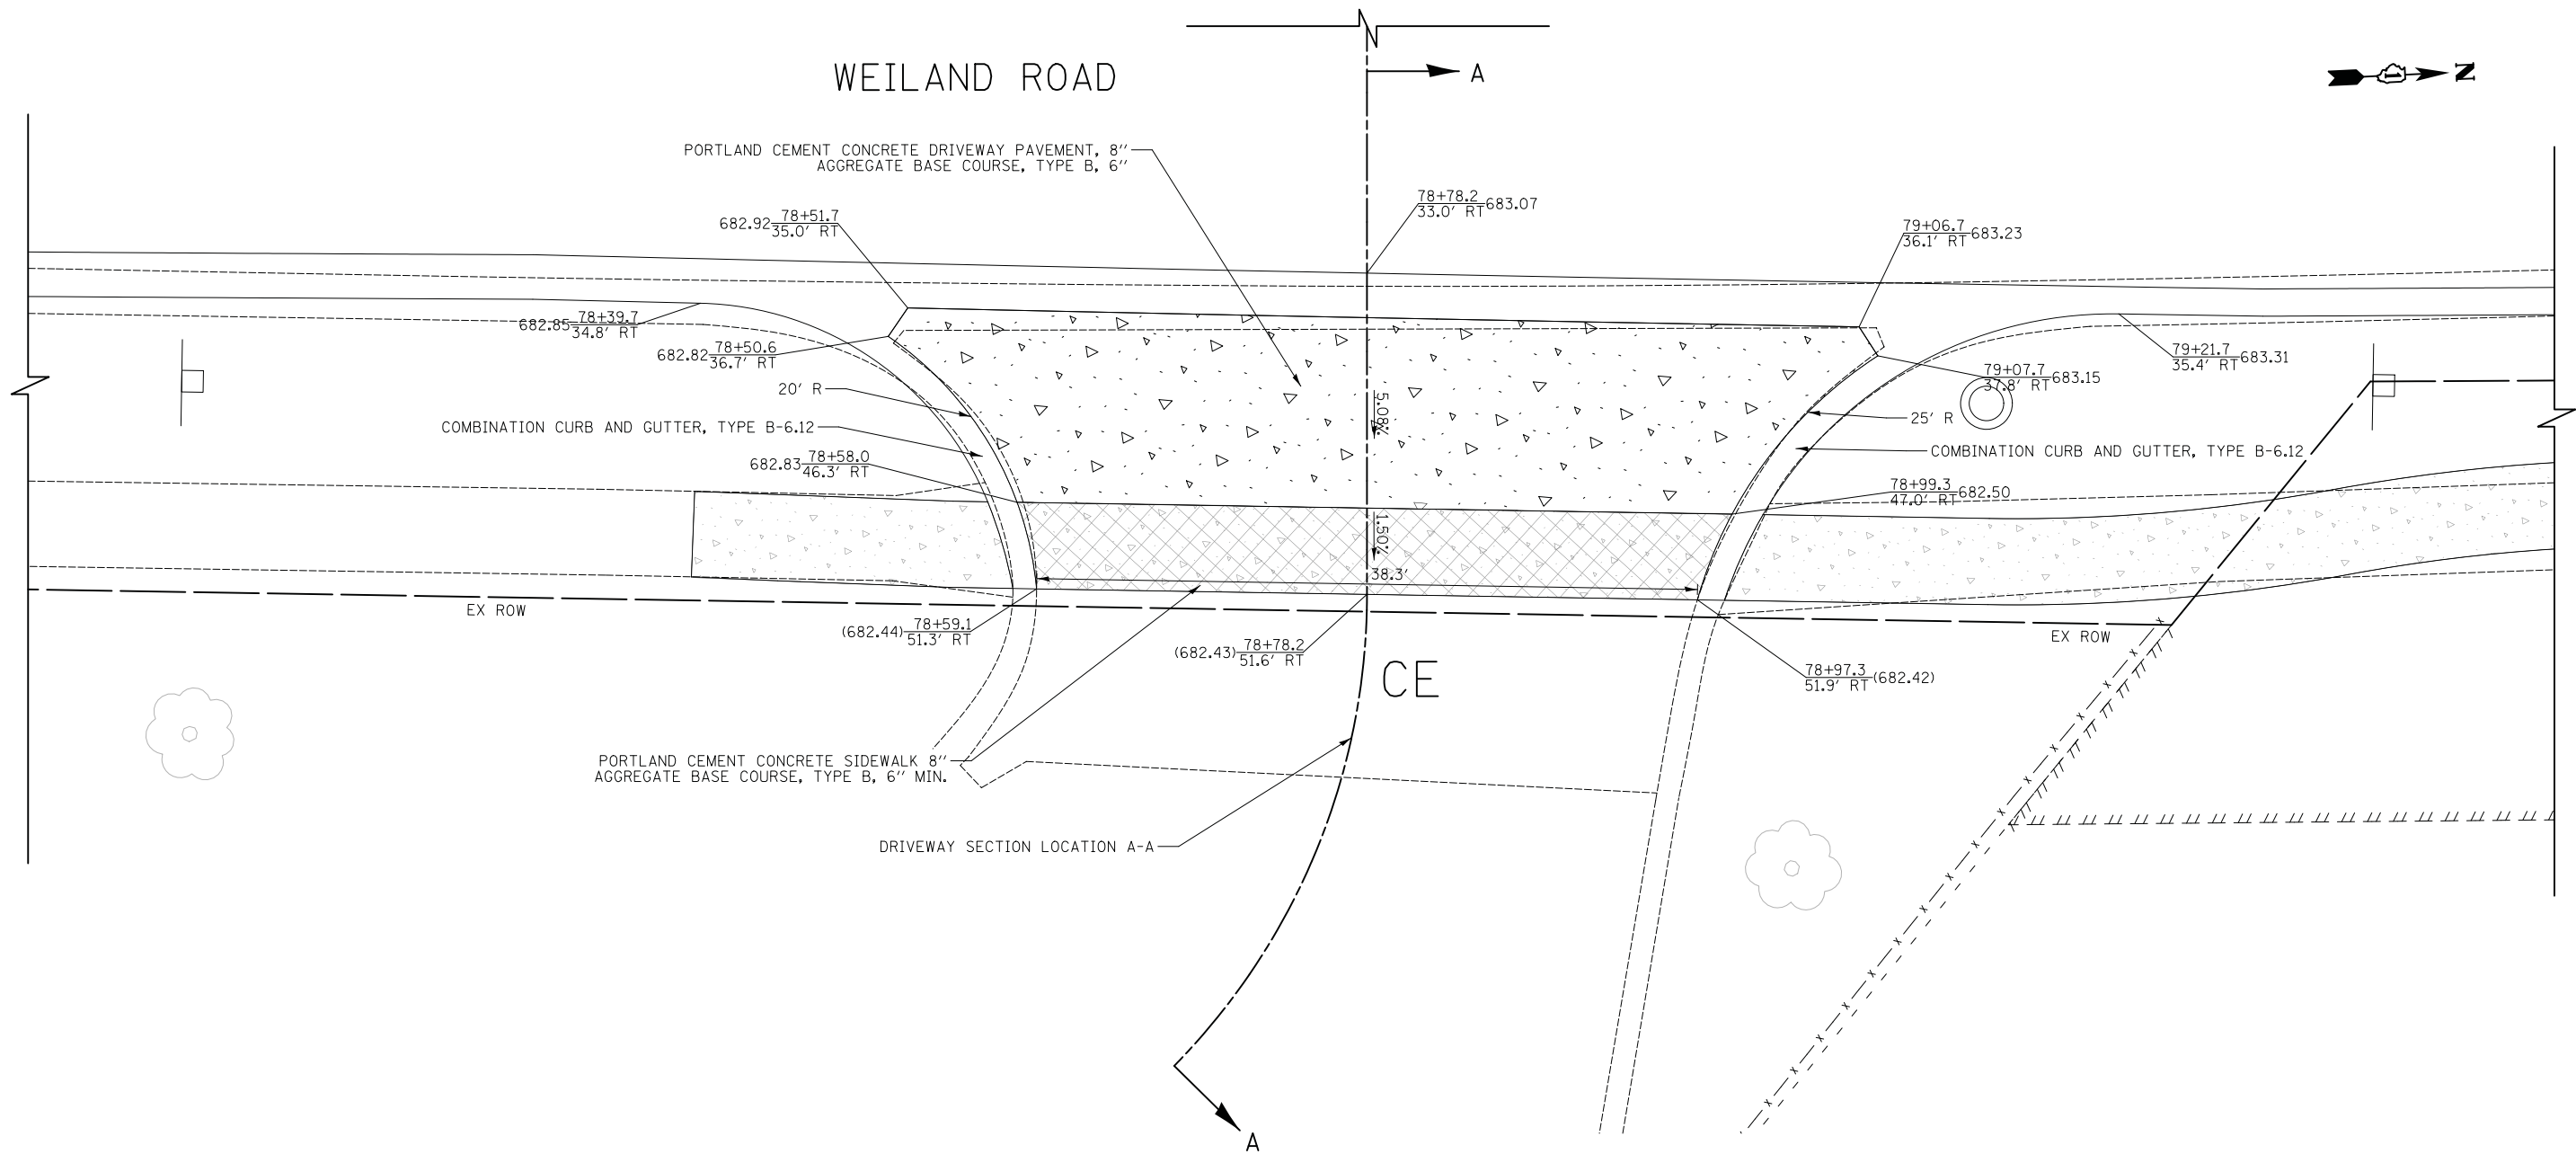 A
WEILAND ROAD
N
PORTLAND CEMENT CONCRETE DRIVEWAY PAVEMENT, 8"
AGGREGATE BASE COURSE, TYPE B, 6"
78+78.2
33.0' RT 683.07
78+51.7
682.92 35.0' RT
79+06.7
36.1' RT 683.23
78+39.7
682.85 34.8' RT
78+50.6
682.82 36.7' RT
79+21.7
35.4' RT 683.31
79+07.7
37.8' RT 683.15
20' R
25' R
5.08%
COMBINATION CURB AND GUTTER, TYPE B-6.12
COMBINATION CURB AND GUTTER, TYPE B-6.12
78+58.0
682.83 46.3' RT
78+99.3
47.0' RT 682.50
1.50%
38.3'
EX ROW
78+59.1
(682.44) 51.3' RT
78+78.2
(682.43) 51.6' RT
EX ROW
CE
78+97.3
51.9' RT (682.42)
PORTLAND CEMENT CONCRETE SIDEWALK 8"
AGGREGATE BASE COURSE, TYPE B, 6" MIN.
DRIVEWAY SECTION LOCATION A-A
A